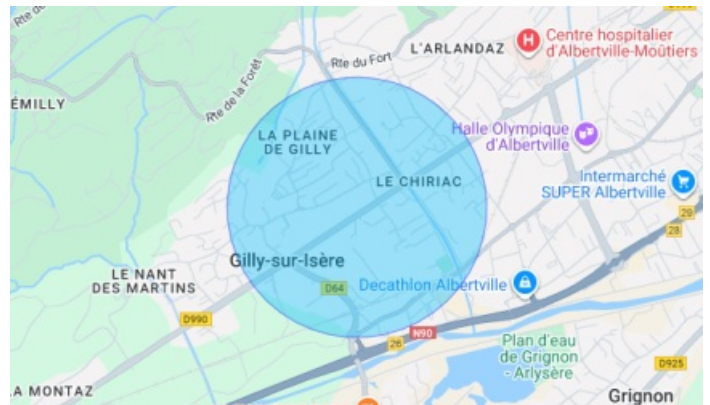 Rte de
Rte du Fort
L'ARLANDAZ
Centre hospitalier
d'Albertville-Moûtiers
Rte de la Forêt
ÉMILLY
LA PLAINE
DE GILLY
Halle Olympique
d'Albertville
LE CHIRIAC
Intermarché
SUPER Albertville
29
28
Gilly-sur-Isère
LE NANT
DES MARTINS
D64
Decathlon Albertville
D990
N90
26
Plan d'eau
de Grignon
- Arlysère
D925
A MONTAZ
Grignon